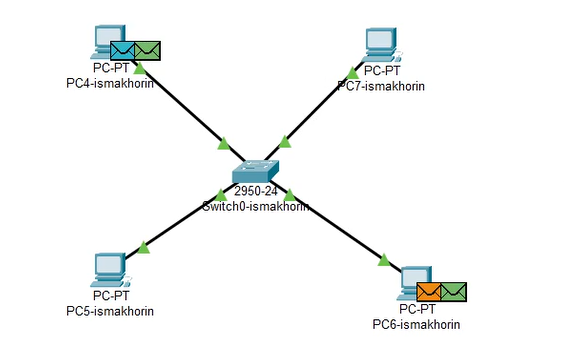 PC-PT
PC4-ismakhorin
PC-PT
PC7-ismakhorin
2950-24
Switch0-ismakhorin
PC-PT
PC5-ismakhorin
PC-PT
PC6-ismakhorin